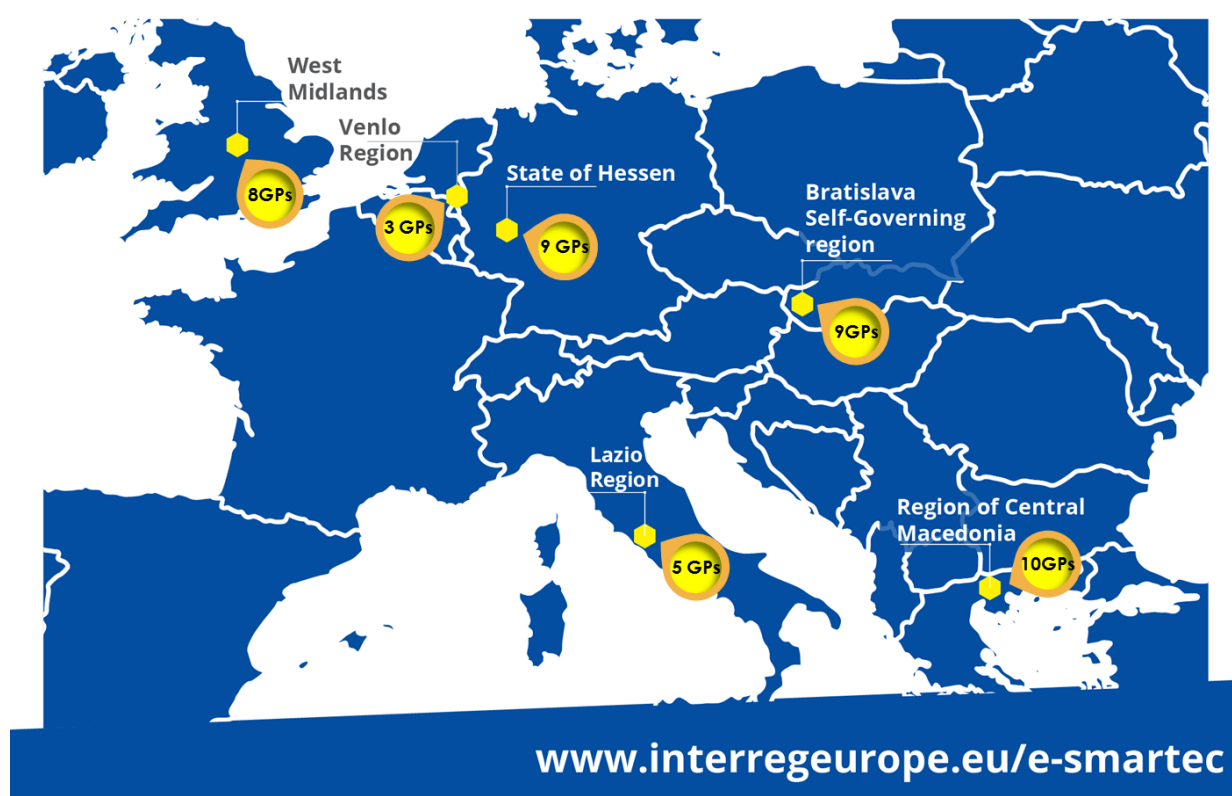 West
Midlands
8GPs
Venlo
Region
3 GPs
State of Hessen
9 GPs
Bratislava
Self-Governing
region
9GPs
Lazio
Region
5 GPs
Region of Central
Macedonia
10GPs
www.interregeurope.eu/e-smartec